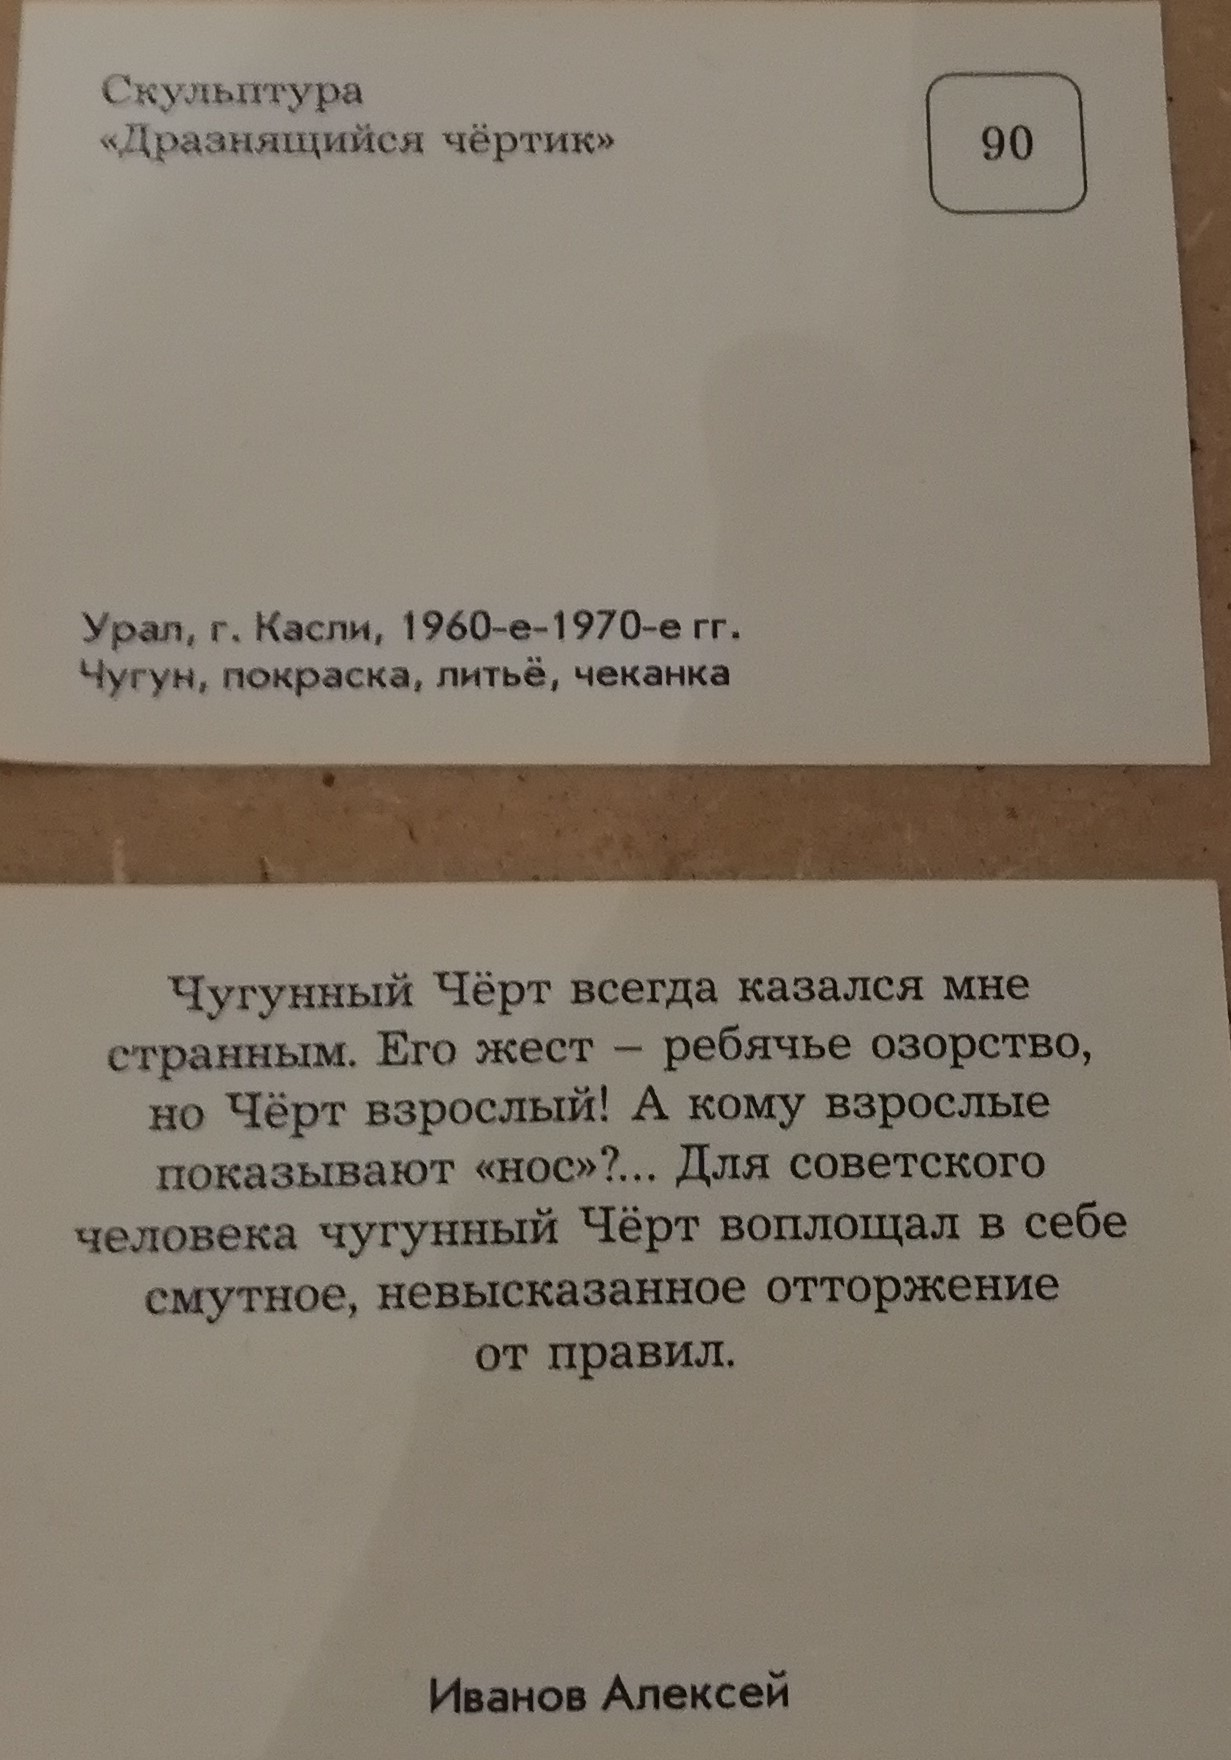 Скульптура
«Дразнящийся чёртик»
90
Урал, г. Касли, 1960-е-1970-е гг.
Чугун, покраска, литьё, чеканка
Чугунный Чёрт всегда казался мне
странным. Его жест – ребячье озорство,
но Чёрт взрослый! А кому взрослые
показывают «нос»?... Для советского
человека чугунный Чёрт воплощал в себе
смутное, невысказанное отторжение
от правил.
Иванов Алексей